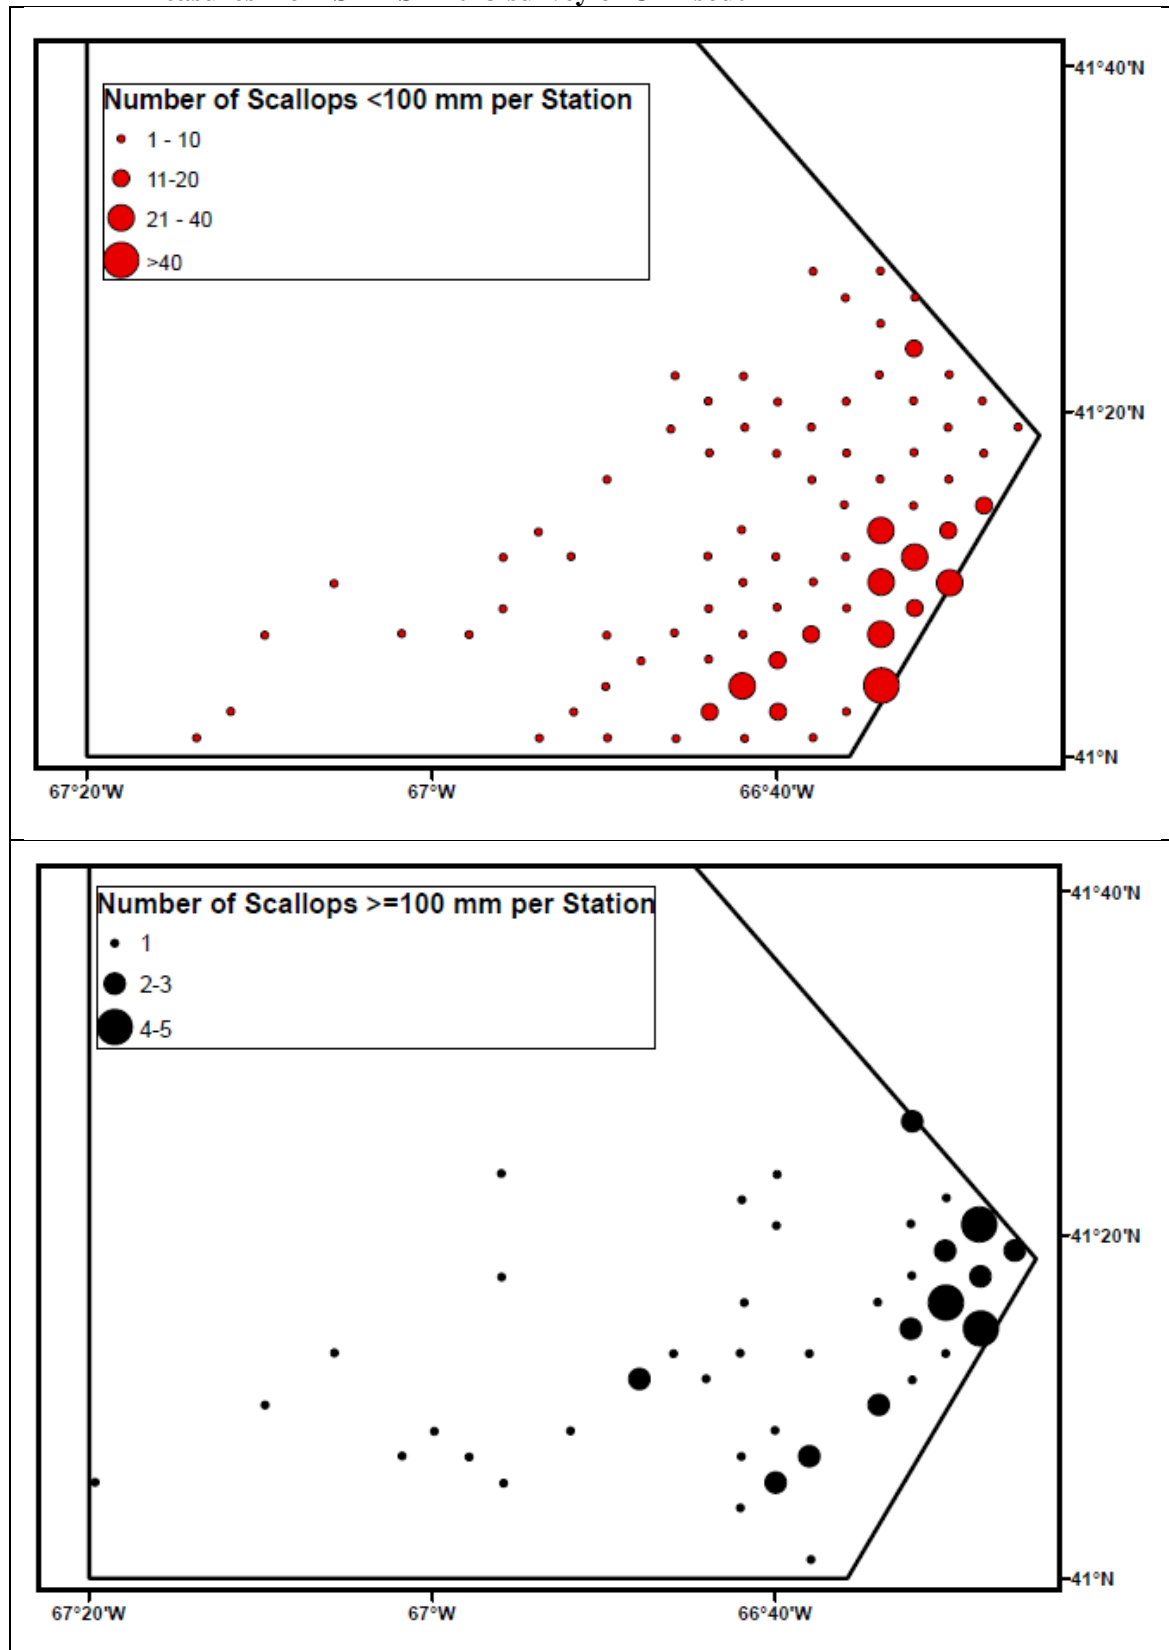 Number of Scallops <100 mm per Station
1 - 10
11-20
21 - 40
>40
41°40'N
41°20'N
41°N
67°20'W
67°W
66°40'W
Number of Scallops >=100 mm per Station
1
2-3
4-5
41°40'N
41°20'N
41°N
67°20'W
67°W
66°40'W